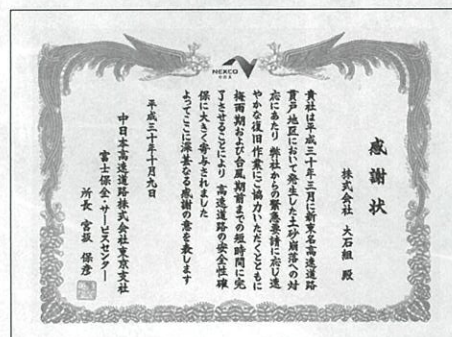 NEXCO
中日本
感謝状
株式会社 大石組 殿
貴社は平成三十年三月に新東名高速道路
貫戸地区において発生した土砂崩落への対
応にあたり 弊社からの緊急要請に応じ速
やかな復旧作業にご協力いただくとともに
梅雨期および台風期前までの短時間に完
了させることにより 高速道路の安全性確
保に大きく寄与されました
よってここに深甚なる感謝の意を表します
平成三十年十月九日
中日本高速道路株式会社東京支社
富士保全・サービスセンター
所長 宮坂 保彦